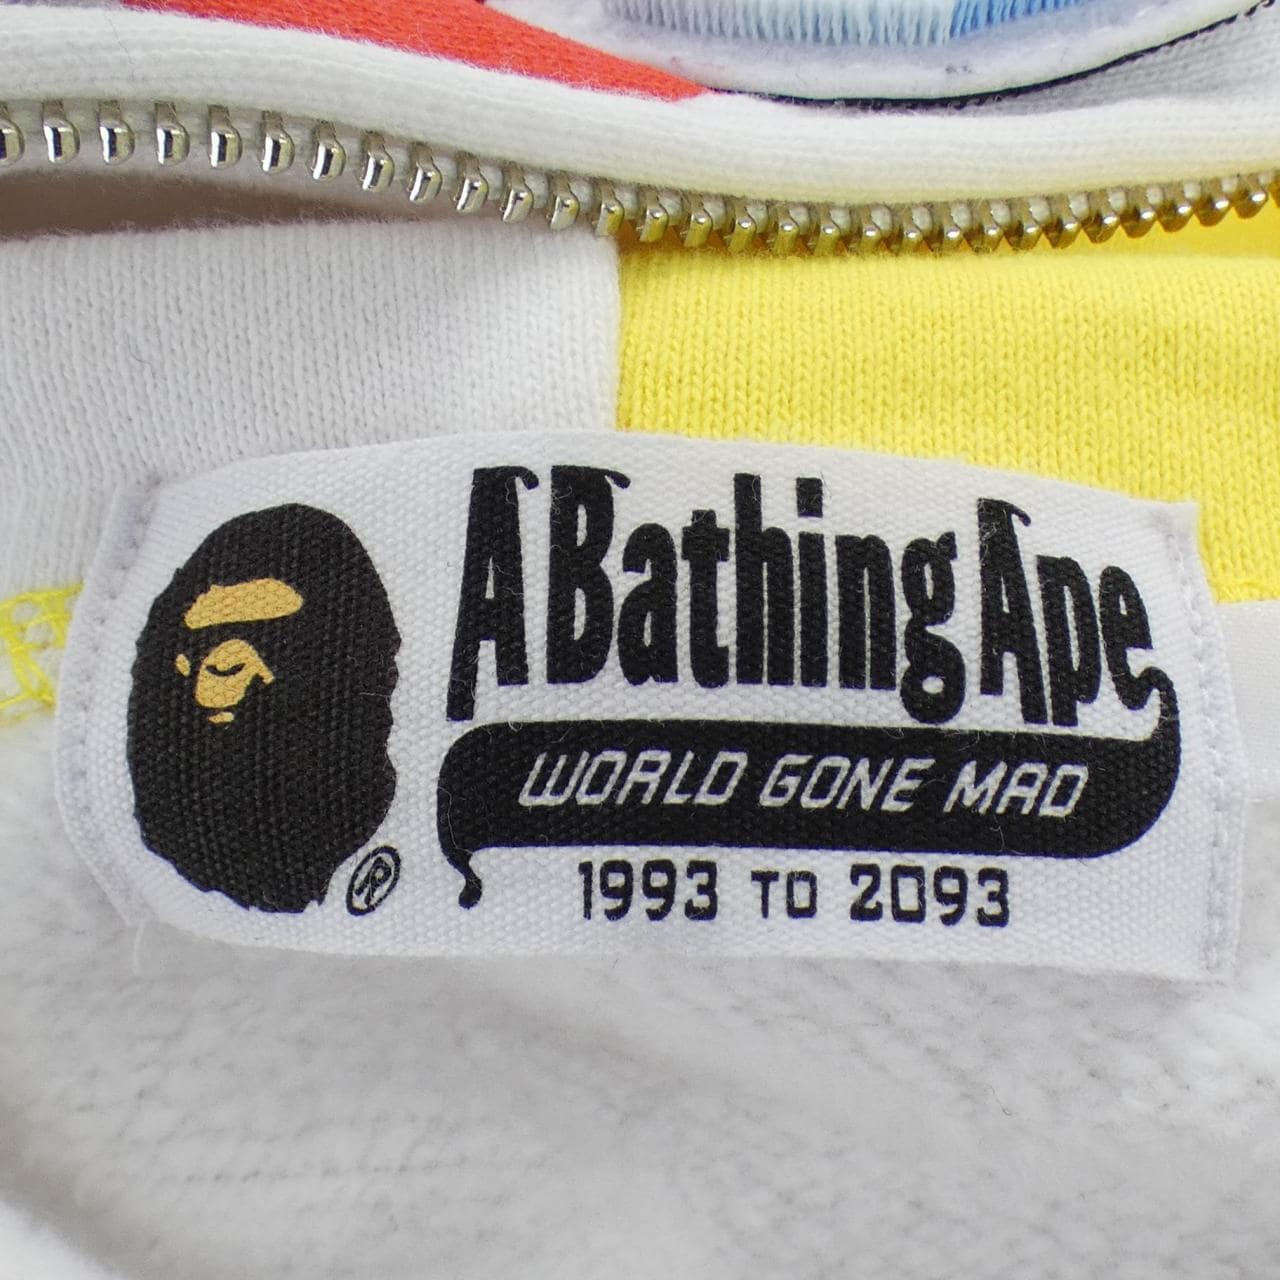 A Bathing Ape
WORLD GONE MAD
®
1993 TO 2093